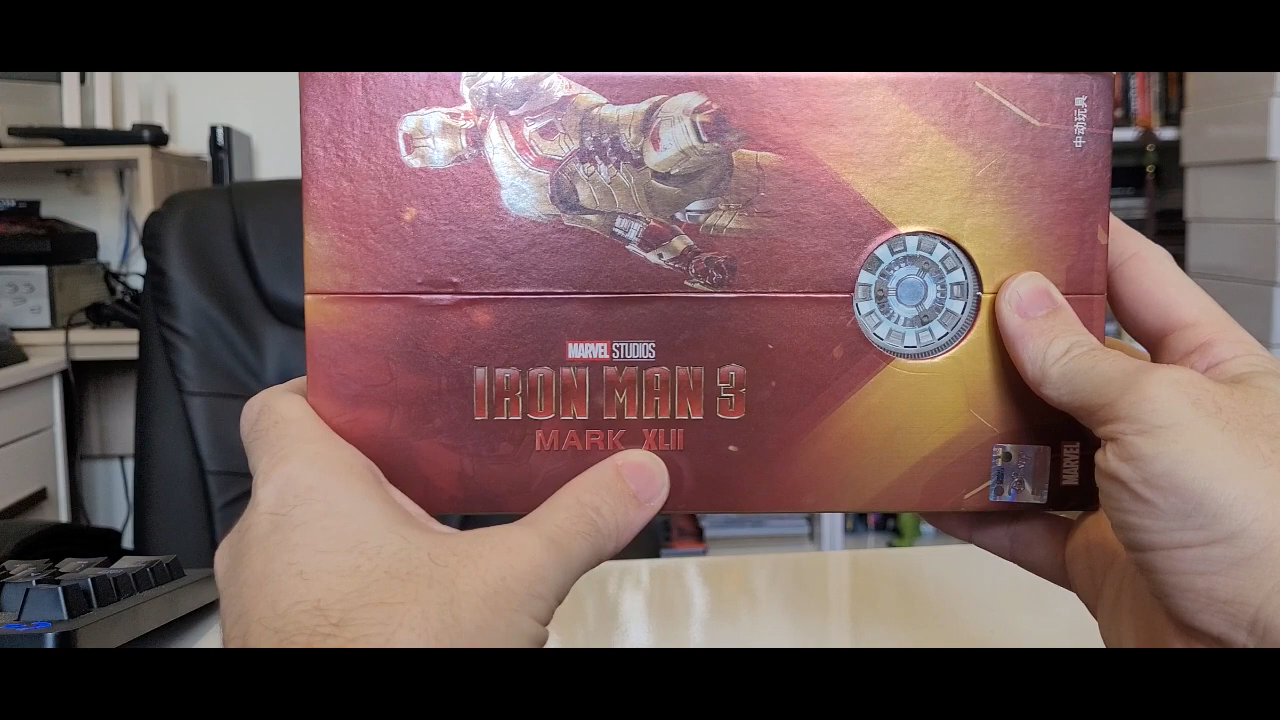 中动玩具
MARVEL STUDIOS
IRON MAN 3
MARK XLII
MARVEL